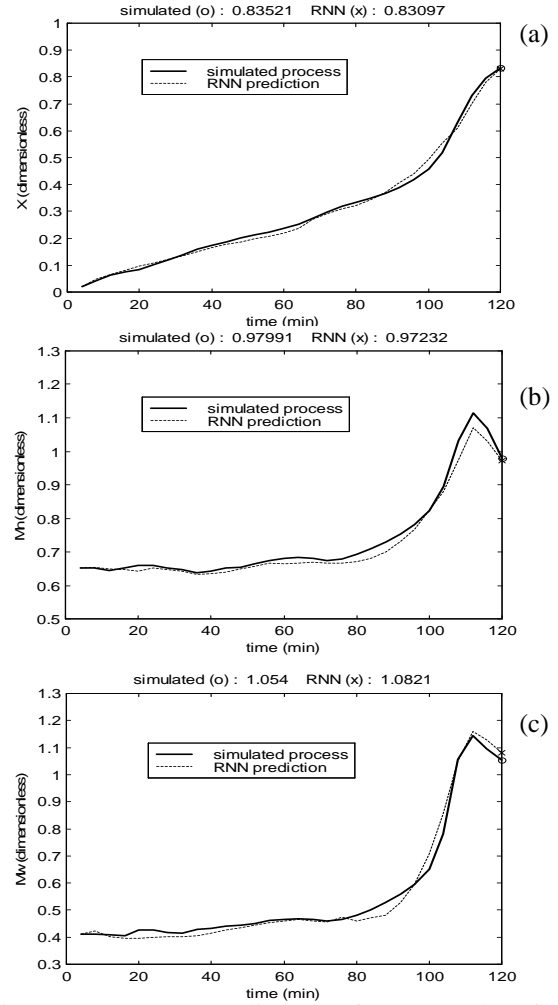 simulated (o) : 0.83521 RNN (x) : 0.83097
(a)
1
0.9
0.8
0.7
0.6
0.5
0.4
0.3
0.2
0.1
0
X (dimensionless)
simulated process
RNN prediction
0 20 40 60 80 100 120
time (min)
simulated (o) : 0.97991 RNN (x) : 0.97232
(b)
1.3
1.2
1.1
1
0.9
0.8
0.7
0.6
0.5
Mn(dimensionless)
simulated process
RNN prediction
0 20 40 60 80 100 120
time (min)
simulated (o) : 1.054 RNN (x) : 1.0821
(c)
1.3
1.2
1.1
1
0.9
0.8
0.7
0.6
0.5
0.4
0.3
Mw(dimensionless)
simulated process
RNN prediction
0 20 40 60 80 100 120
time (min)